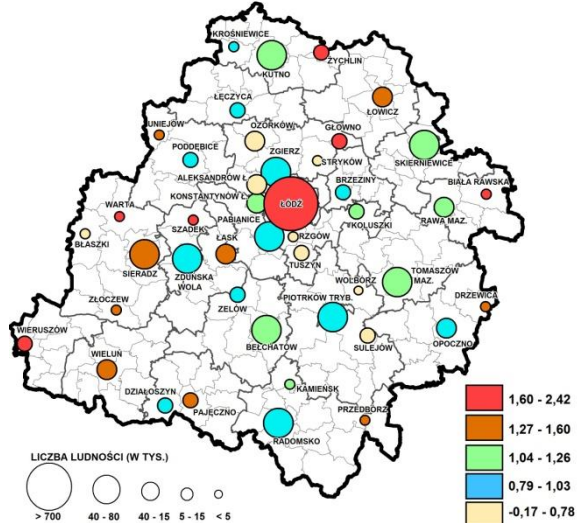 KROŚNIEWICE
KUTNO
ŻYCHLIN
ŁĘCZYCA
ŁOWICZ
UNIEJÓW
OZORKÓW
GŁOWNO
PODDĘBICE
ZGIERZ
STRYKÓW
SKIERNIEWICE
ALEKSANDRÓW Ł.
BRZEZINY
BIAŁA RAWSKA
KONSTANTYNÓW Ł.
ŁÓDŹ
WARTA
PABIANICE
KOLUSZKI
RAWA MAZ.
SZADEK
BŁASZKI
ŁASK
RZGÓW
SIERADZ
ZDUŃSKA
WOLA
TUSZYN
TOMASZÓW
MAZ.
WOLBÓRZ
ZŁOCZEW
ZELÓW
PIOTRKÓW TRYB.
DRZEWICA
WIERUSZÓW
BEŁCHATÓW
SULEJÓW
OPOCZNO
WIELUŃ
DZIAŁOSZYN
PAJĘCZNO
KAMIEŃSK
PRZEDBÓRZ
RADOMSKO
LICZBA LUDNOŚCI (W TYS.)
> 700 40 - 80 40 - 15 5 - 15 < 5
1,60 - 2,42
1,27 - 1,60
1,04 - 1,26
0,79 - 1,03
-0,17 - 0,78